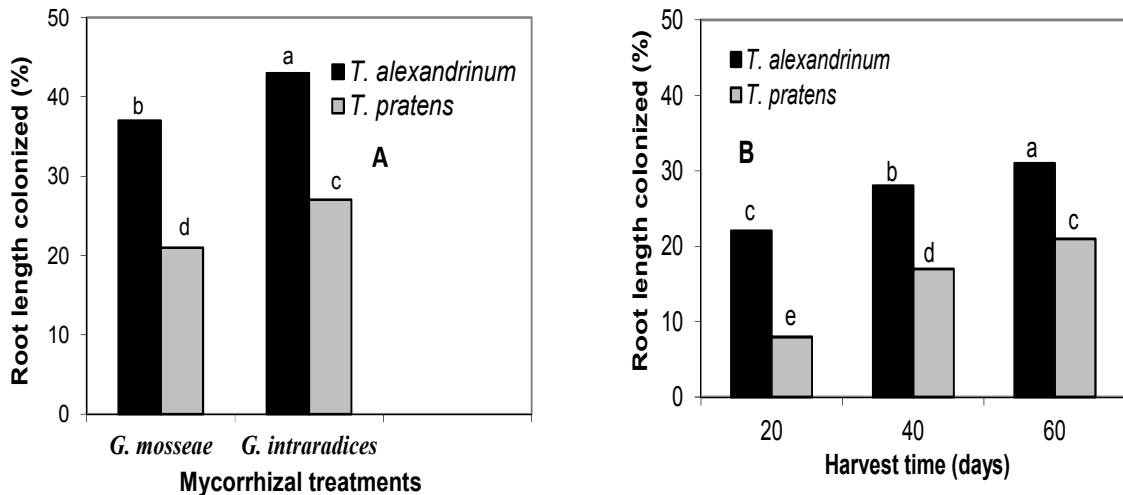 Root length colonized (%)
50
40
30
20
10
0
b
d
a
c
T. alexandrinum
T. pratens
A
G. mosseae G. intraradices
Mycorrhizal treatments
Root length colonized (%)
50
40
30
20
10
0
T. alexandrinum
T. pratens
B
c
e
b
d
a
c
20 40 60
Harvest time (days)